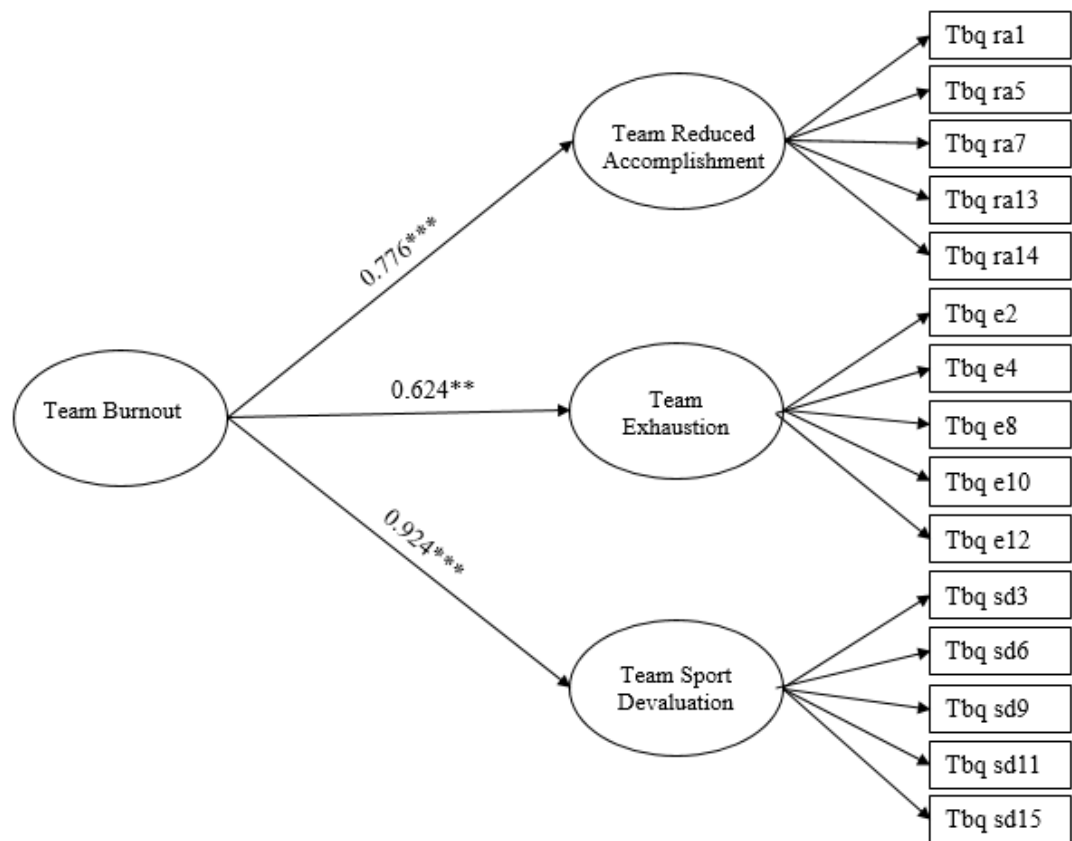 Team Burnout
0.776***
0.624**
0.924***
Team Reduced
Accomplishment
Team
Exhaustion
Team Sport
Devaluation
Tbq ra1
Tbq ra5
Tbq ra7
Tbq ra13
Tbq ra14
Tbq e2
Tbq e4
Tbq e8
Tbq e10
Tbq e12
Tbq sd3
Tbq sd6
Tbq sd9
Tbq sd11
Tbq sd15